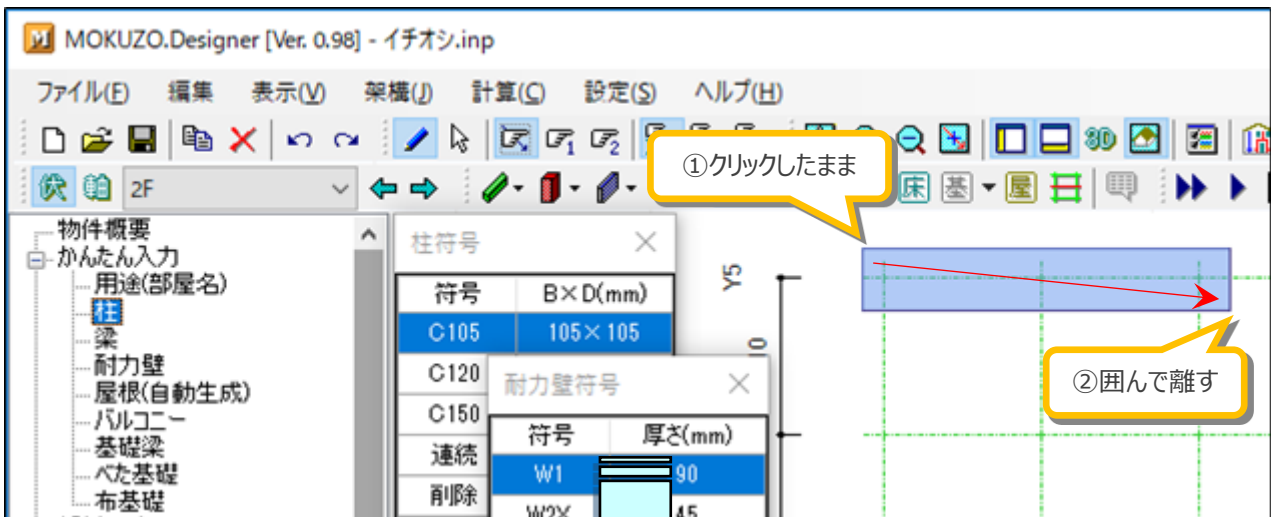 MOKUZO.Designer [Ver. 0.98] - イチオシ.inp
ファイル(F) 編集 表示(V) 架構(J) 計算(C) 設定(S) ヘルプ(H)
3D
伏 2F 床 基 屋
①クリックしたまま
物件概要
かんたん入力
用途(部屋名)
柱
梁
耐力壁
屋根(自動生成)
バルコニー
基礎梁
べた基礎
布基礎
柱符号
符号 B×D(mm)
C105 105×105
C120
C150
連続
削除
耐力壁符号
符号 厚さ(mm)
W1 90
W2X 45
Y5
②囲んで離す